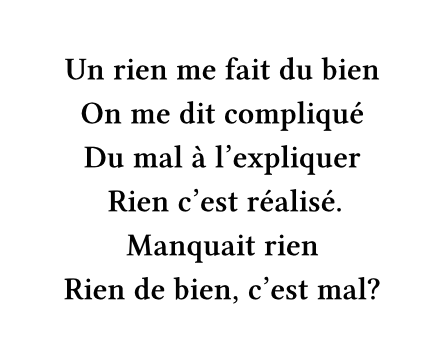 Un rien me fait du bien
On me dit compliqué
Du mal à l’expliquer
Rien c’est réalisé.
Manquait rien
Rien de bien, c’est mal?